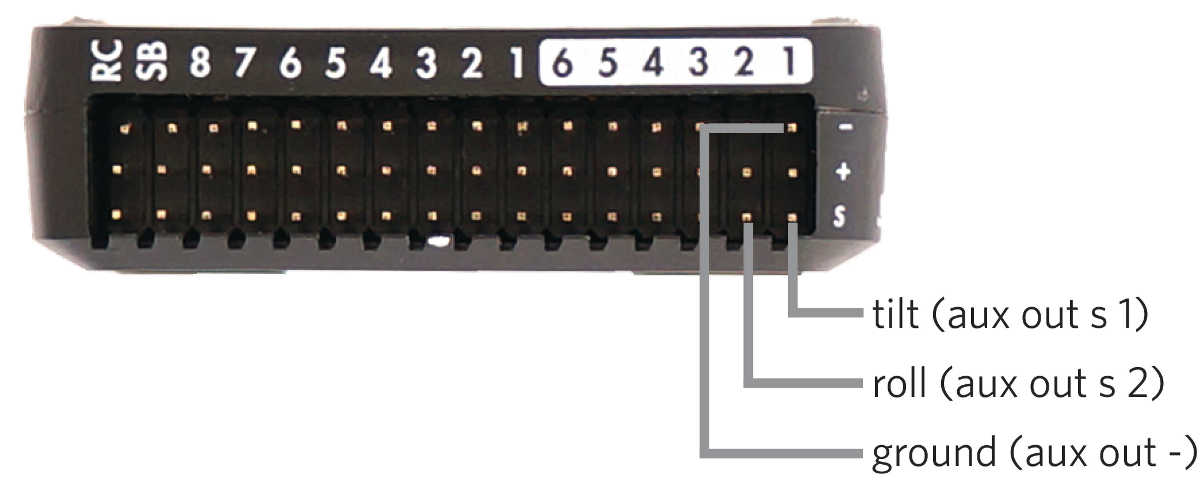 RC SB 8 7 6 5 4 3 2 1 6 5 4 3 2 1
-
+
S
tilt (aux out s 1)
roll (aux out s 2)
ground (aux out -)